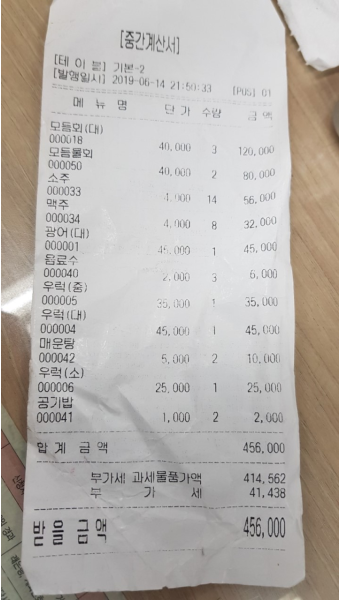 [중간계산서]
[테 이 블] 기본-2
[발행일시] 2019-06-14 21:50:33 [POS] 01
메 뉴 명 단 가 수량 금 액
모듬회(대)
000018 40,000 3 120,000
모듬물회
000050 40,000 2 80,000
소주
000033 4,000 14 56,000
맥주
000034 4,000 8 32,000
광어(대)
000001 45,000 1 45,000
음료수
000040 2,000 3 6,000
우럭(중)
000005 35,000 1 35,000
우럭(대)
000004 45,000 1 45,000
매운탕
000042 5,000 2 10,000
우럭(소)
000006 25,000 1 25,000
공기밥
000041 1,000 2 2,000
합 계 금 액 456,000
부가세 과세물품가액 414,562
부 가 세 41,438
받 을 금 액 456,000